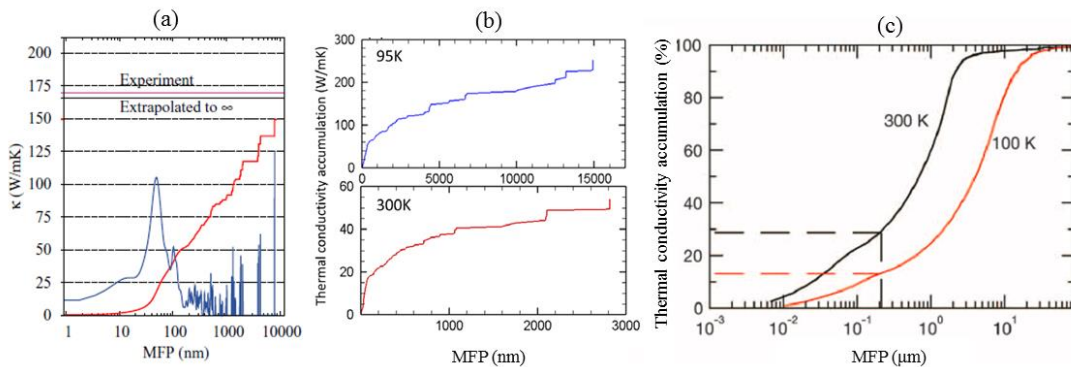 (a)
κ (W/mK)
200
175
150
125
100
75
50
25
0
Experiment
Extrapolated to ∞
1
10
100
1000
10000
MFP (nm)
(b)
Thermal conductivity accumulation (W/mK)
300
200
100
0
95K
0
5000
10000
15000
60
40
20
0
300K
0
1000
2000
3000
MFP (nm)
(c)
Thermal conductivity accumulation (%)
100
80
60
40
20
0
300 K
100 K
10⁻³
10⁻²
10⁻¹
10⁰
10¹
MFP (μm)